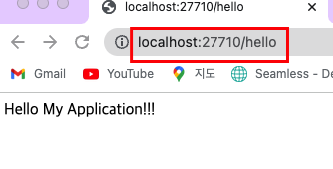 localhost:27710/hello
localhost:27710/hello
Gmail YouTube 지도 Seamless - De
Hello My Application!!!